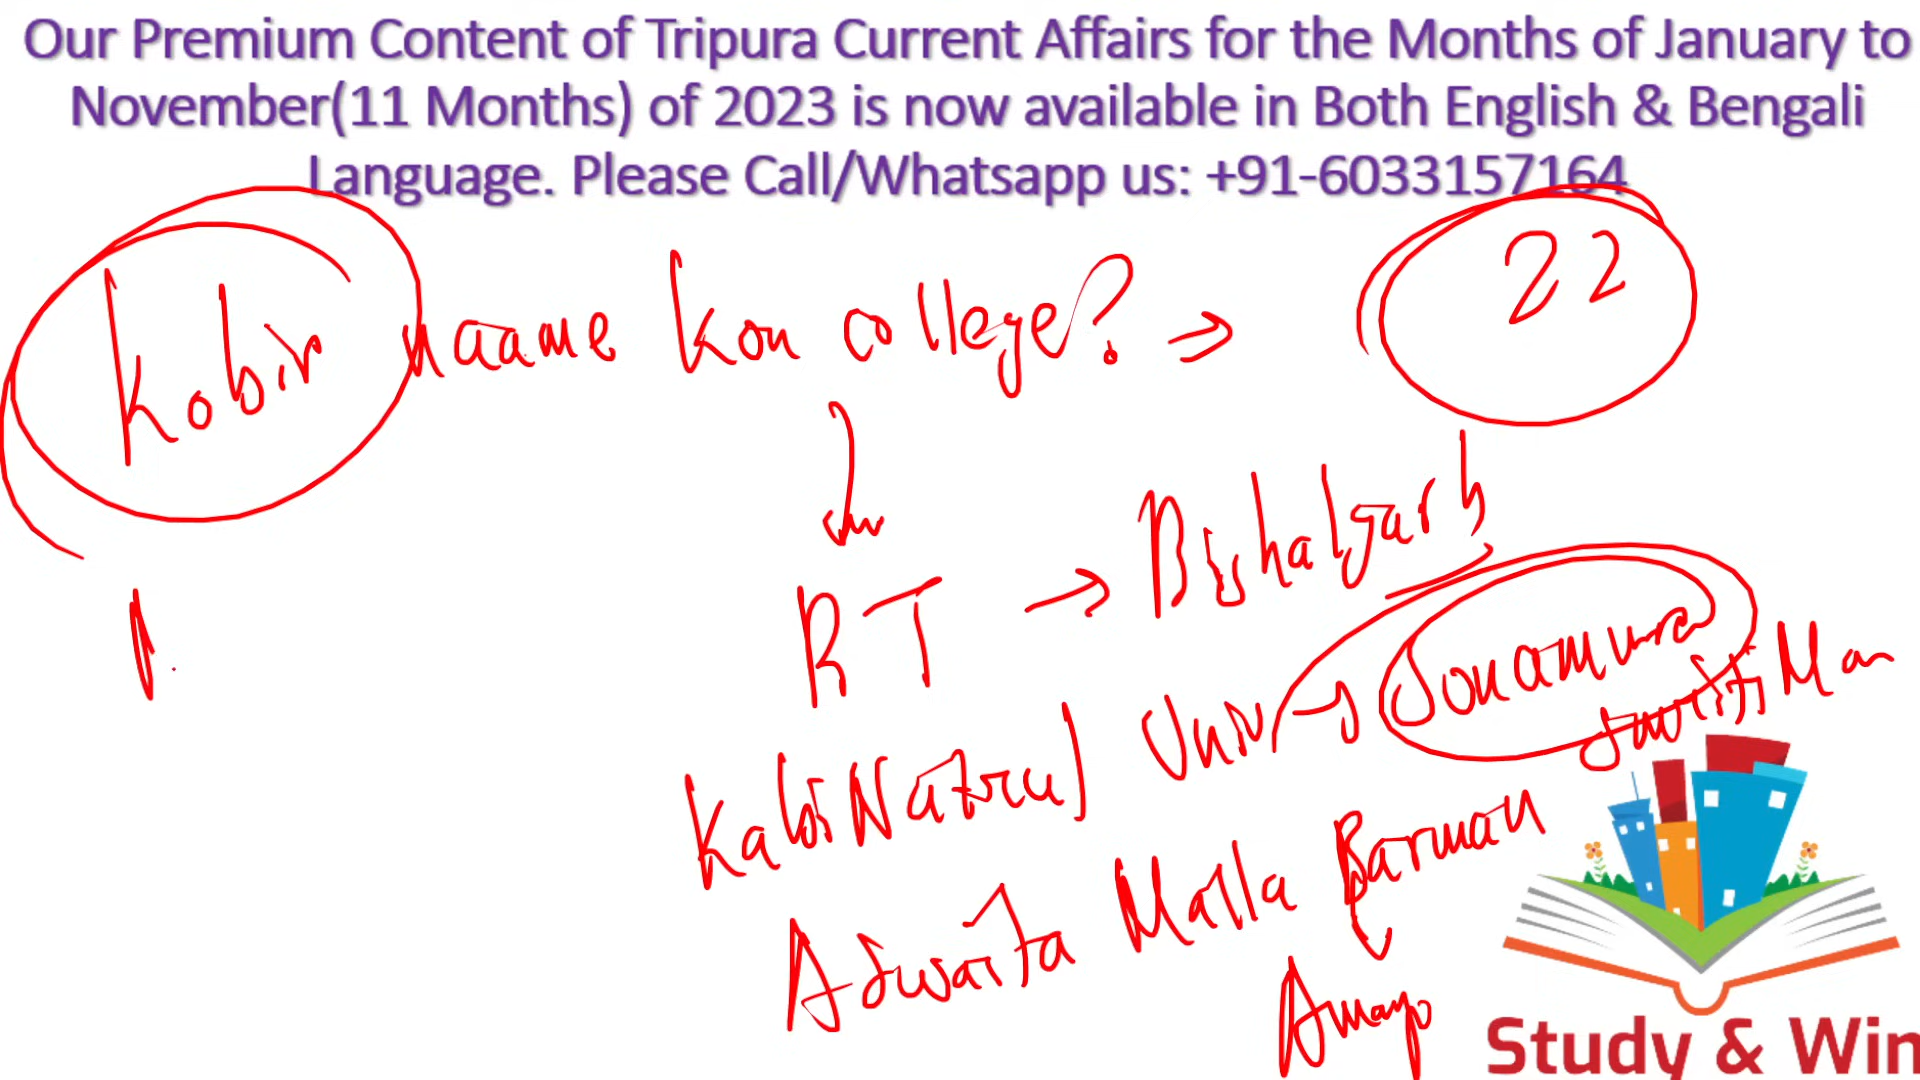 Our Premium Content of Tripura Current Affairs for the Months of January to
November(11 Months) of 2023 is now available in Both English & Bengali
Language. Please Call/Whatsapp us: +91-6033157164
Kobir naame kon college? → 22
RT → Bishalgarh
Kabi Nazrul → Sonamura
Adwaita Malla Barman
Study & Win